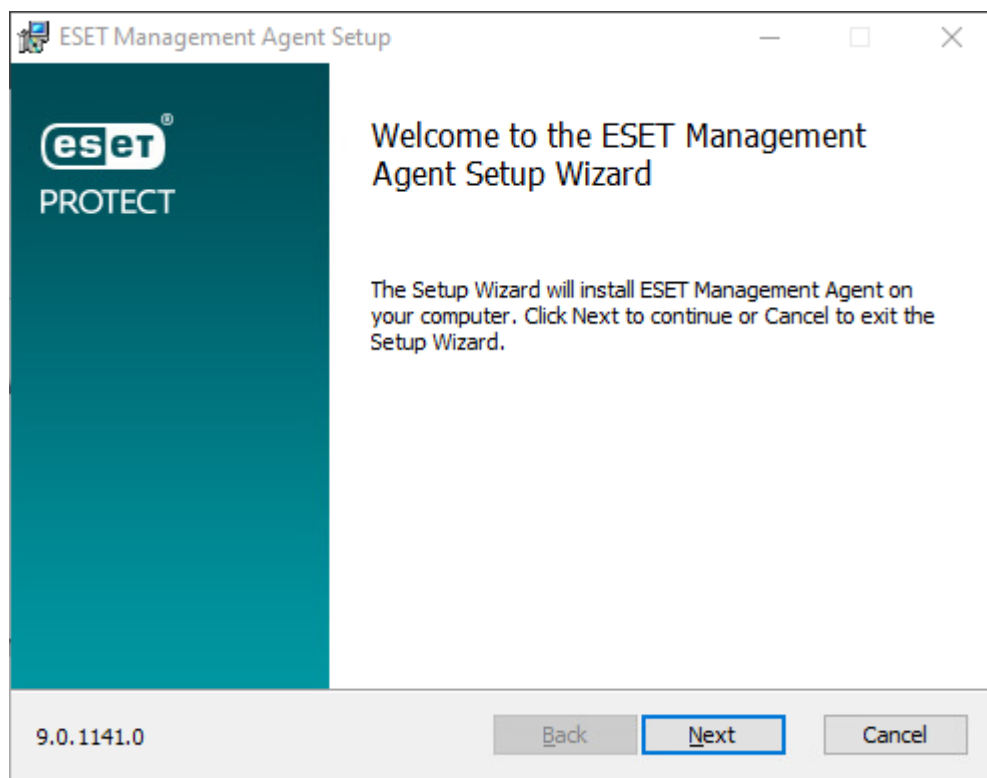 ESET Management Agent Setup
eseT®
PROTECT
Welcome to the ESET Management
Agent Setup Wizard
The Setup Wizard will install ESET Management Agent on
your computer. Click Next to continue or Cancel to exit the
Setup Wizard.
9.0.1141.0
Back
Next
Cancel